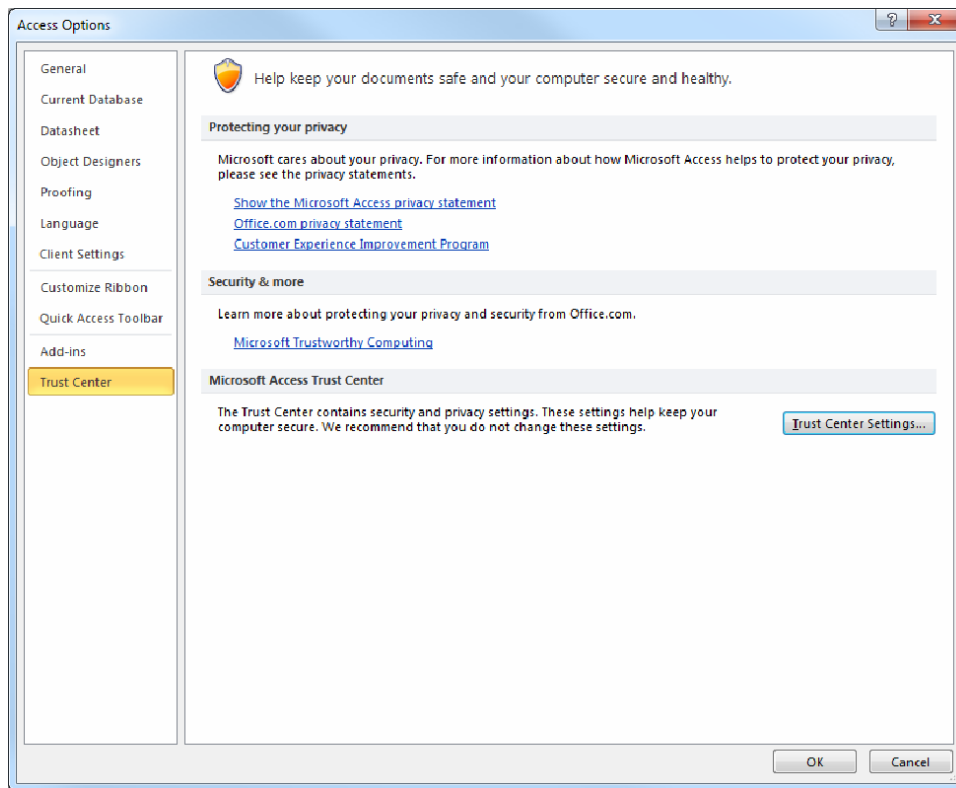 Access Options
?
General
Current Database
Datasheet
Object Designers
Proofing
Language
Client Settings
Customize Ribbon
Quick Access Toolbar
Add-ins
Trust Center
Help keep your documents safe and your computer secure and healthy.
Protecting your privacy
Microsoft cares about your privacy. For more information about how Microsoft Access helps to protect your privacy,
please see the privacy statements.
Show the Microsoft Access privacy statement
Office.com privacy statement
Customer Experience Improvement Program
Security & more
Learn more about protecting your privacy and security from Office.com.
Microsoft Trustworthy Computing
Microsoft Access Trust Center
The Trust Center contains security and privacy settings. These settings help keep your
computer secure. We recommend that you do not change these settings.
Trust Center Settings...
OK
Cancel